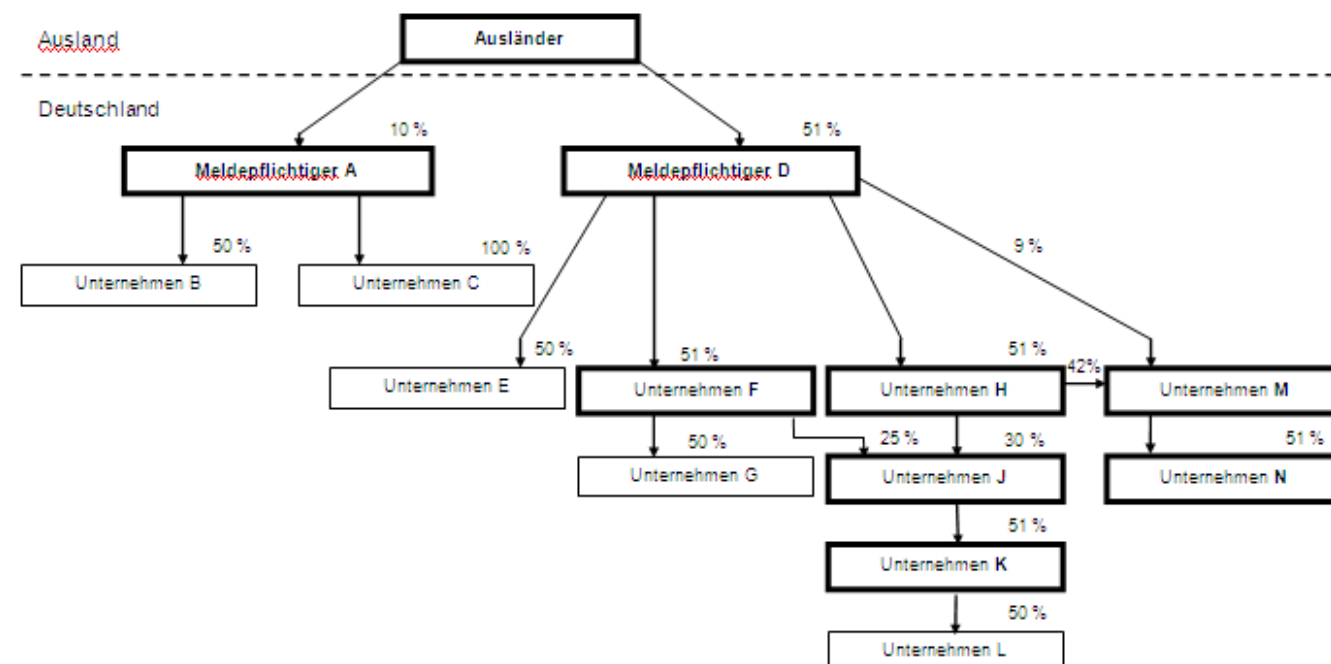 Ausland
Ausländer
Deutschland
10 %
51 %
Meldepflichtiger A
Meldepflichtiger D
50 %
100 %
9 %
Unternehmen B
Unternehmen C
50 %
51 %
51 %
42%
Unternehmen E
Unternehmen F
Unternehmen H
Unternehmen M
50 %
25 %
30 %
51 %
Unternehmen G
Unternehmen J
Unternehmen N
51 %
Unternehmen K
50 %
Unternehmen L